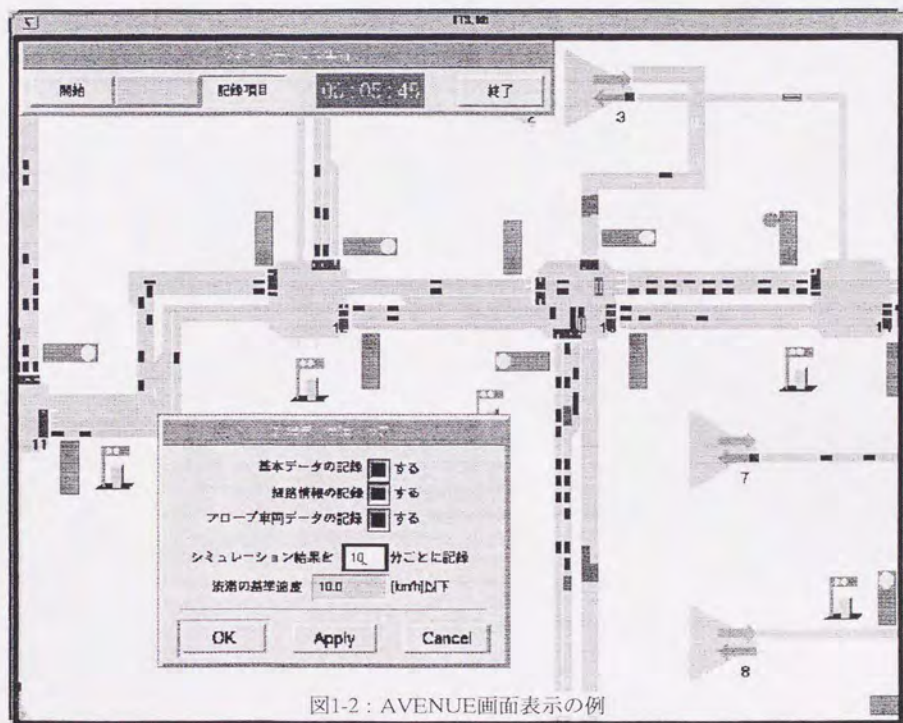 開始
記録項目
終了
3
1
1
1
11
基本データの記録 する
経路情報の記録 する
プローブ車両データの記録 する
シミュレーション結果を 10 分ごとに記録
渋滞の基準速度 10.0 [km/h]以下
OK Apply Cancel
7
8
図1-2：AVENUE画面表示の例